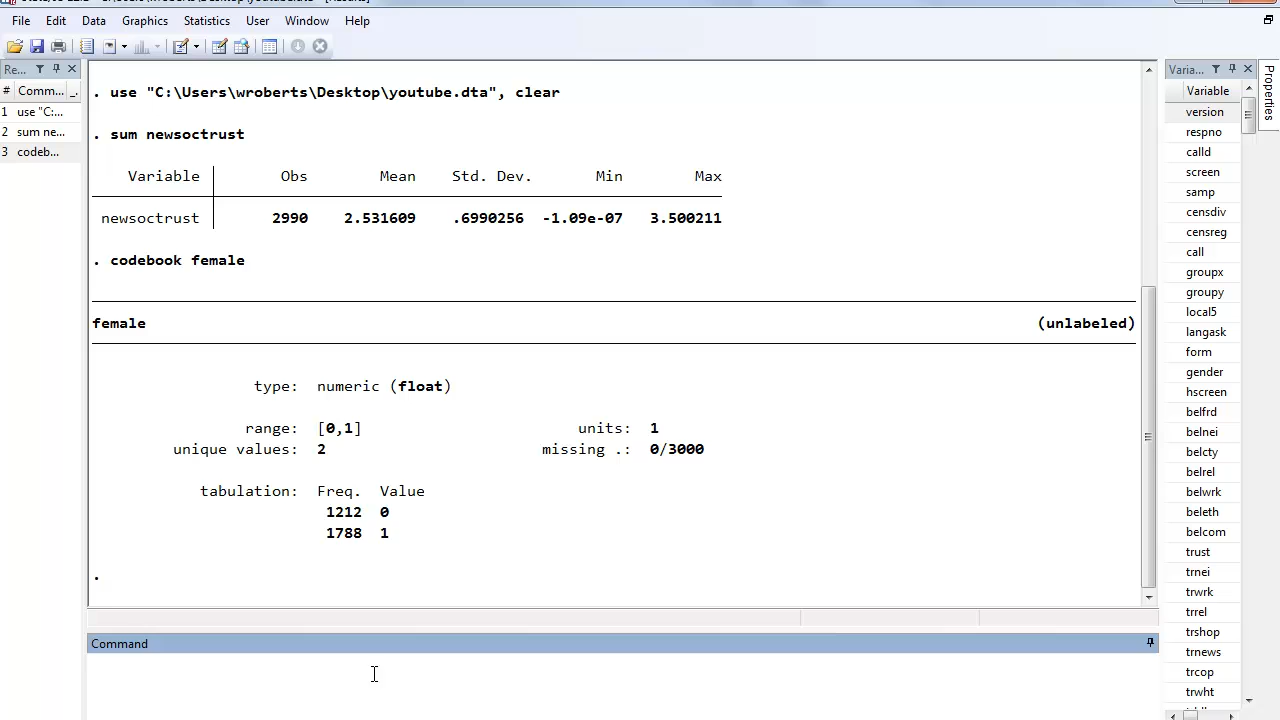 File Edit Data Graphics Statistics User Window Help
Re...
# Comm... _.
1 use "C:...
2 sum ne...
3 codeb...
. use "C:\Users\wroberts\Desktop\youtube.dta", clear
. sum newsoctrust
Variable Obs Mean Std. Dev. Min Max
newsoctrust 2990 2.531609 .6990256 -1.09e-07 3.500211
. codebook female
female (unlabeled)
type: numeric (float)
range: [0,1] units: 1
unique values: 2 missing .: 0/3000
tabulation: Freq. Value
1212 0
1788 1
.
Command
Varia...
Variable
version
respno
calld
screen
samp
censdiv
censreg
call
groupx
groupy
local5
langask
form
gender
hscreen
belfrd
belnei
belcty
belrel
belwrk
beleth
belcom
trust
trnei
trwrk
trrel
trshop
trnews
trcop
trwht
Properties